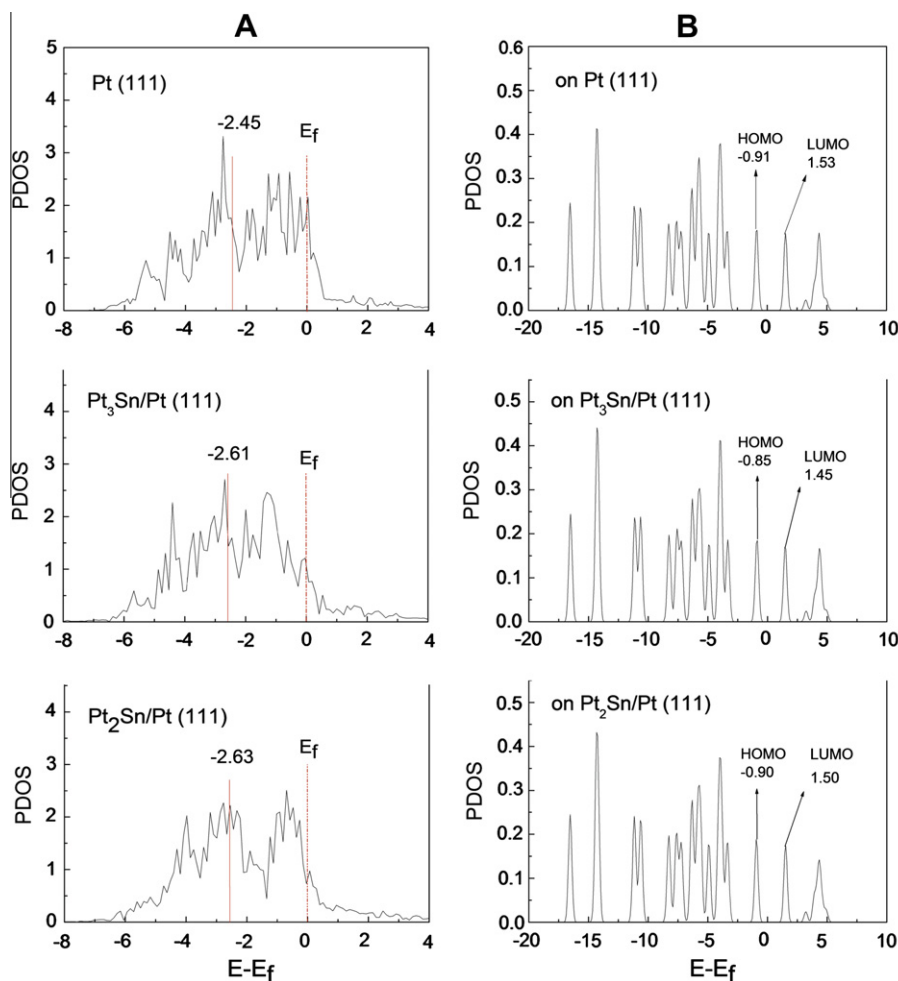 A
B
5
4
3
2
1
0
PDOS
Pt (111)
-2.45
E_f
-8 -6 -4 -2 0 2 4
0.6
0.5
0.4
0.3
0.2
0.1
0.0
PDOS
on Pt (111)
HOMO
-0.91
LUMO
1.53
-20 -15 -10 -5 0 5 10
4
3
2
1
0
PDOS
Pt₃Sn/Pt (111)
-2.61
E_f
-8 -6 -4 -2 0 2 4
0.5
0.4
0.3
0.2
0.1
0.0
PDOS
on Pt₃Sn/Pt (111)
HOMO
-0.85
LUMO
1.45
-20 -15 -10 -5 0 5 10
4
3
2
1
0
PDOS
Pt₂Sn/Pt (111)
-2.63
E_f
-8 -6 -4 -2 0 2 4
E-E_f
0.5
0.4
0.3
0.2
0.1
0.0
PDOS
on Pt₂Sn/Pt (111)
HOMO
-0.90
LUMO
1.50
-20 -15 -10 -5 0 5 10
E-E_f